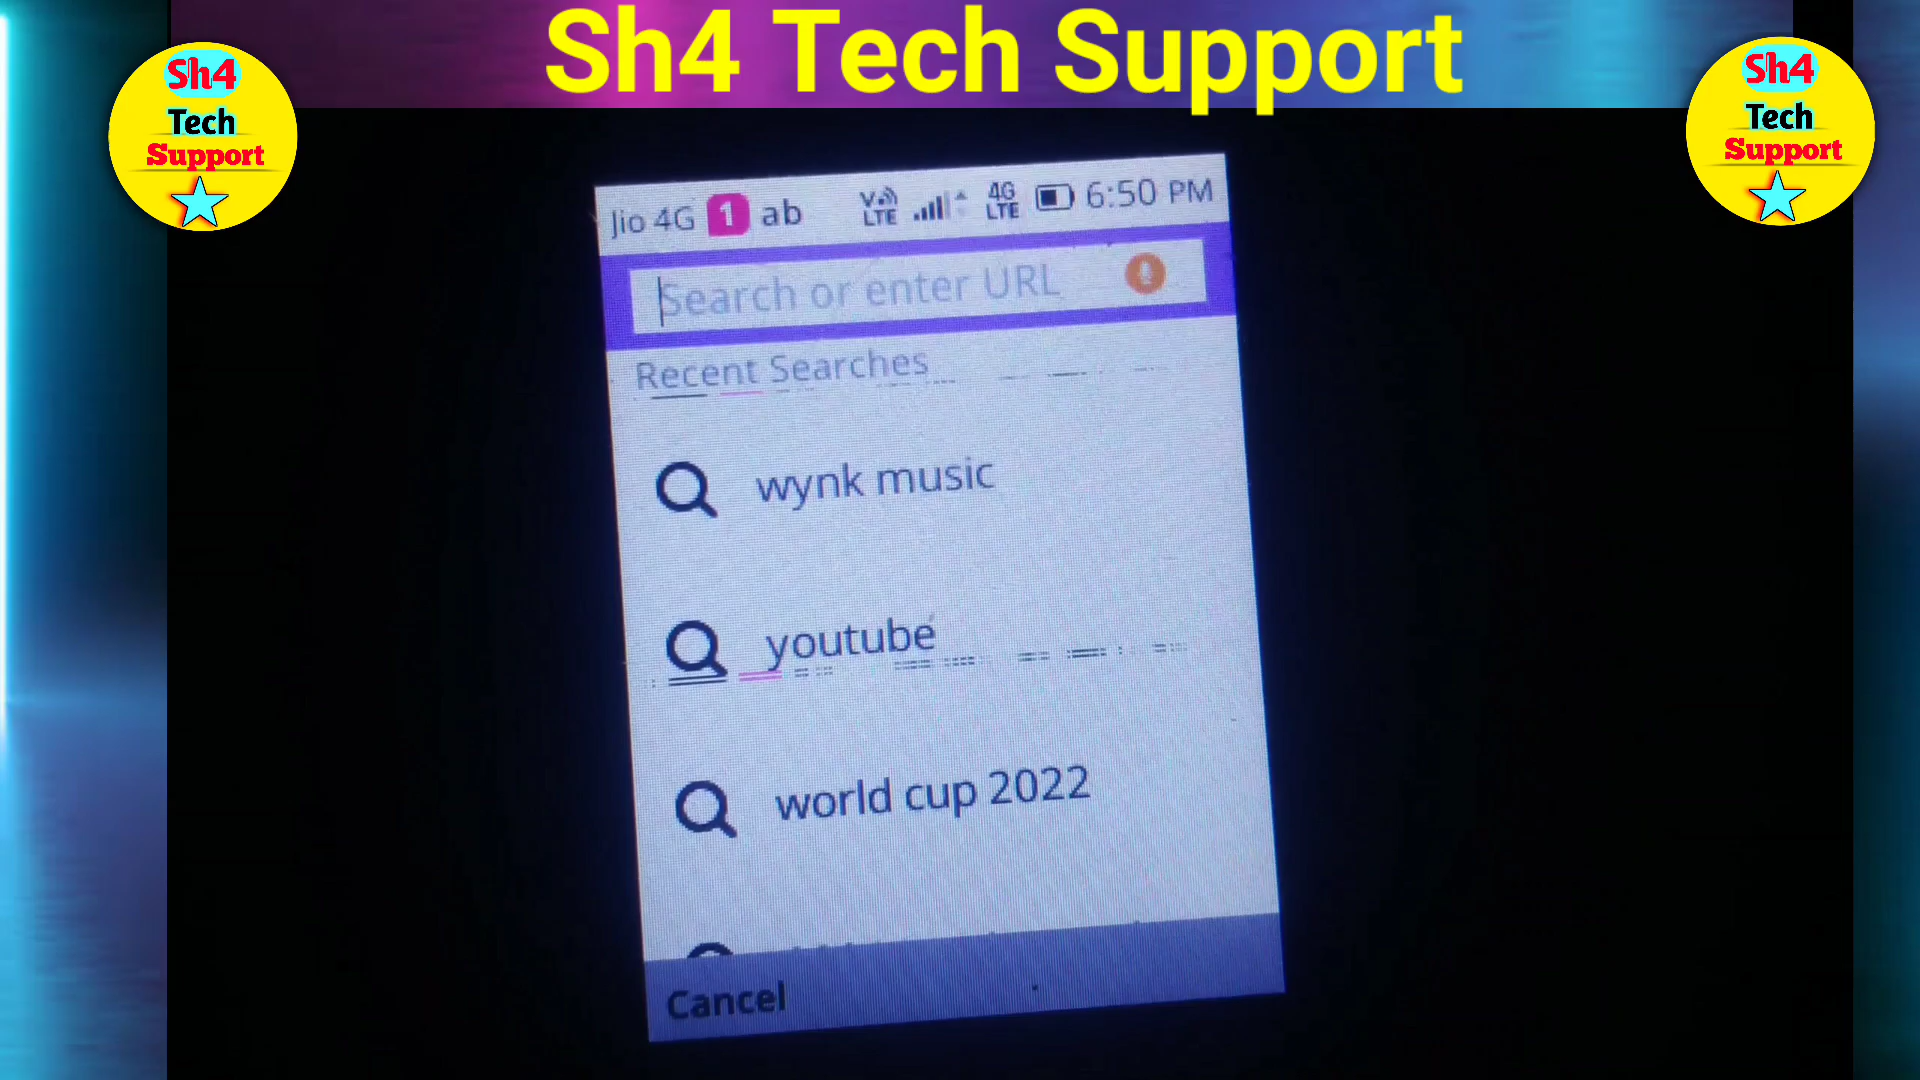 Sh4 Tech Support
Sh4
Tech
Support
Sh4
Tech
Support
Jio 4G 1 ab V LTE 4G LTE 6:50 PM
Search or enter URL
Recent Searches
wynk music
youtube
world cup 2022
Cancel